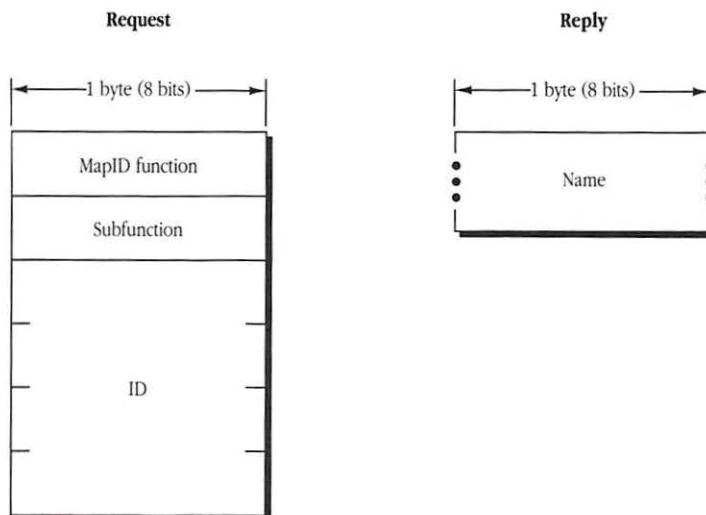 Request
1 byte (8 bits)
MapID function
Subfunction
ID
Reply
1 byte (8 bits)
Name